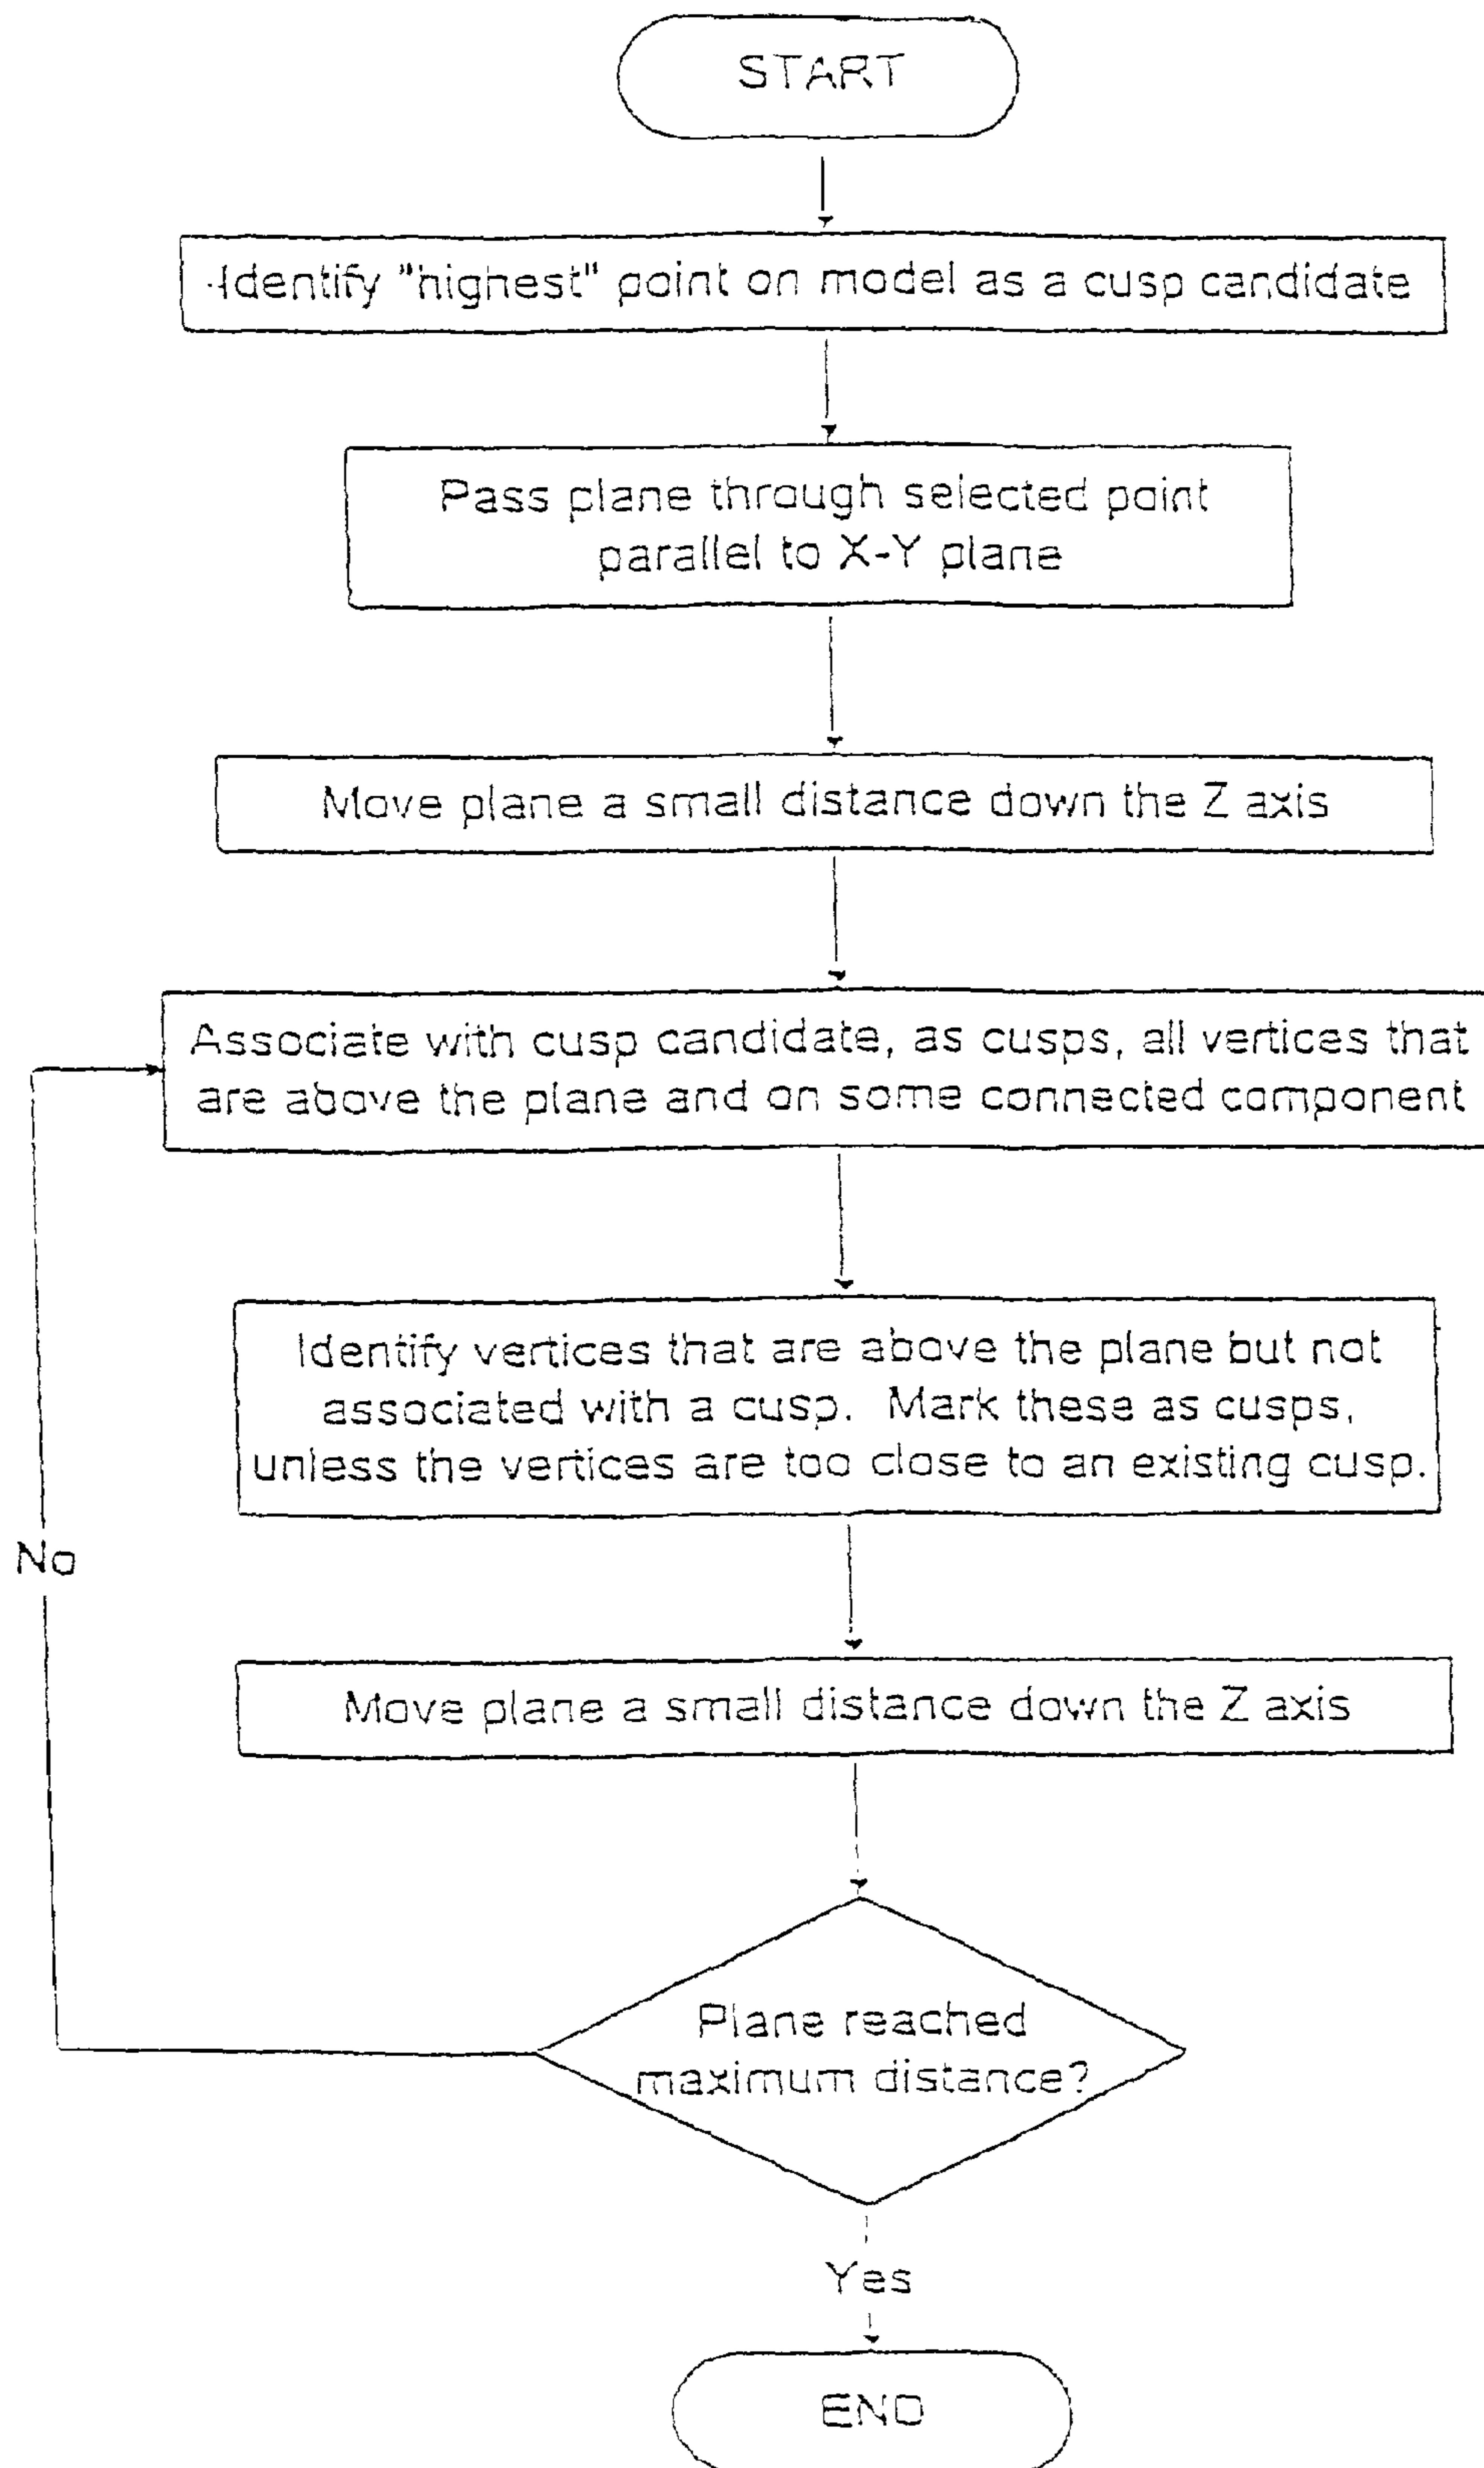 START
Identify "highest" point on model as a cusp candidate
Pass plane through selected point
parallel to X-Y plane
Move plane a small distance down the Z axis
Associate with cusp candidate, as cusps, all vertices that
are above the plane and on some connected component
Identify vertices that are above the plane but not
associated with a cusp. Mark these as cusps,
unless the vertices are too close to an existing cusp.
No
Move plane a small distance down the Z axis
Plane reached
maximum distance?
Yes
END